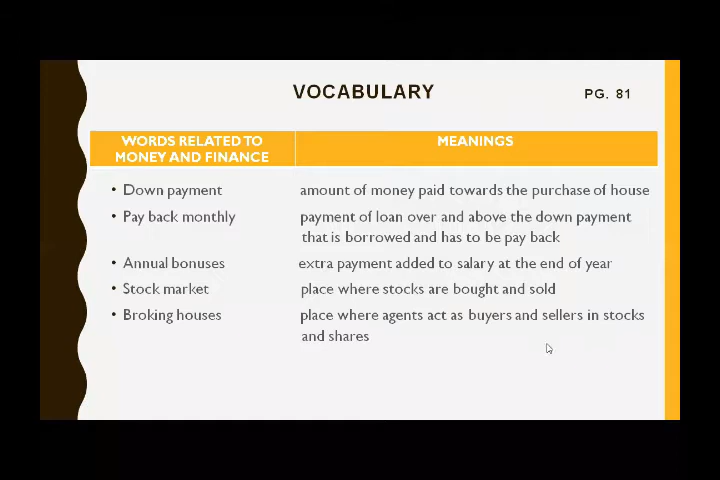 VOCABULARY PG. 81
WORDS RELATED TO MEANINGS
MONEY AND FINANCE
• Down payment amount of money paid towards the purchase of house
• Pay back monthly payment of loan over and above the down payment
that is borrowed and has to be pay back
• Annual bonuses extra payment added to salary at the end of year
• Stock market place where stocks are bought and sold
• Broking houses place where agents act as buyers and sellers in stocks
and shares